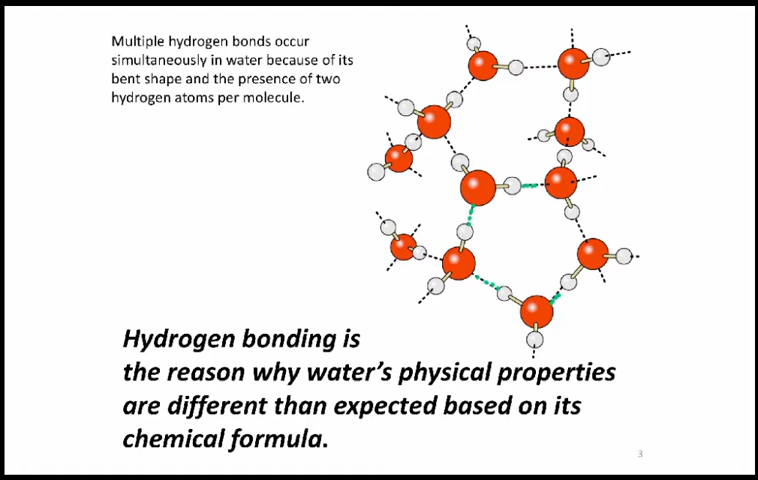 Multiple hydrogen bonds occur
simultaneously in water because of its
bent shape and the presence of two
hydrogen atoms per molecule.
Hydrogen bonding is
the reason why water’s physical properties
are different than expected based on its
chemical formula.
3